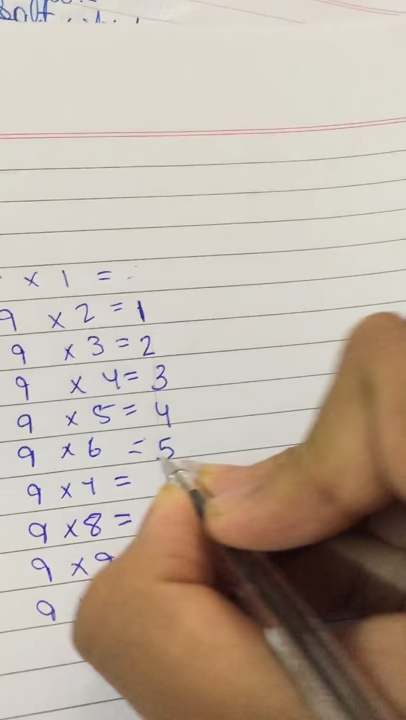 x 1 =
9 x 2 = 1
9 x 3 = 2
9 x 4 = 3
9 x 5 = 4
9 x 6 = 5
9 x 7 =
9 x 8 =
9 x 9
9